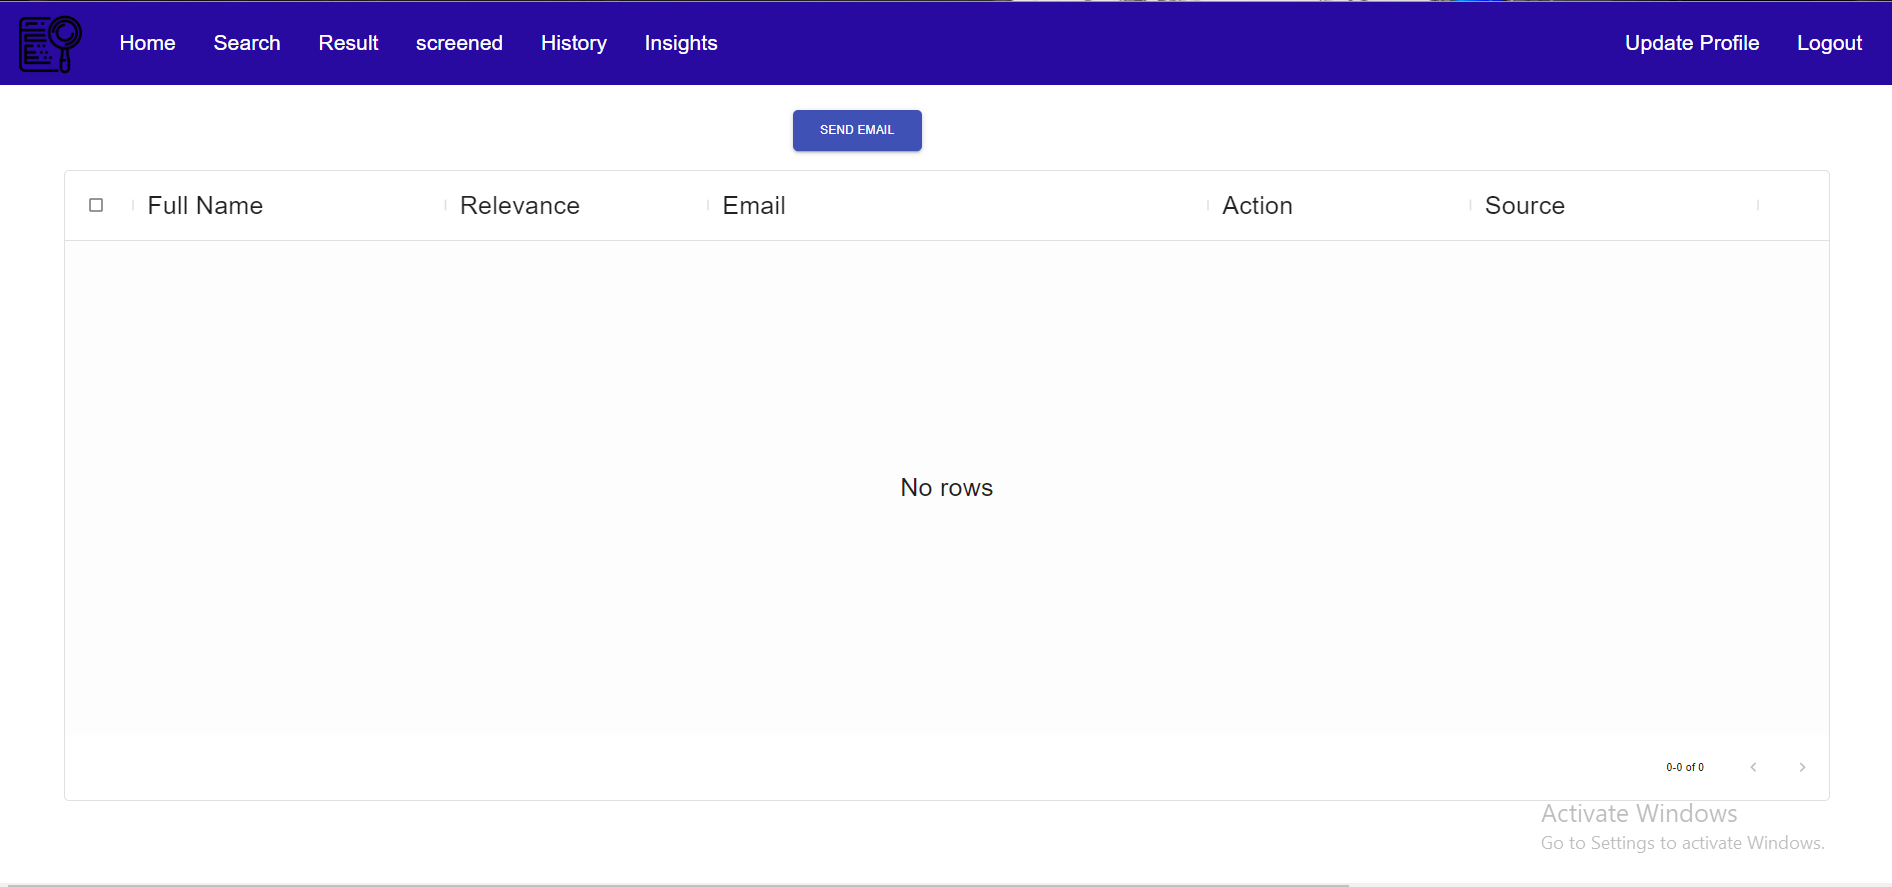 Home Search Result screened History Insights Update Profile Logout
SEND EMAIL
Full Name Relevance Email Action Source
No rows
0-0 of 0
Activate Windows
Go to Settings to activate Windows.